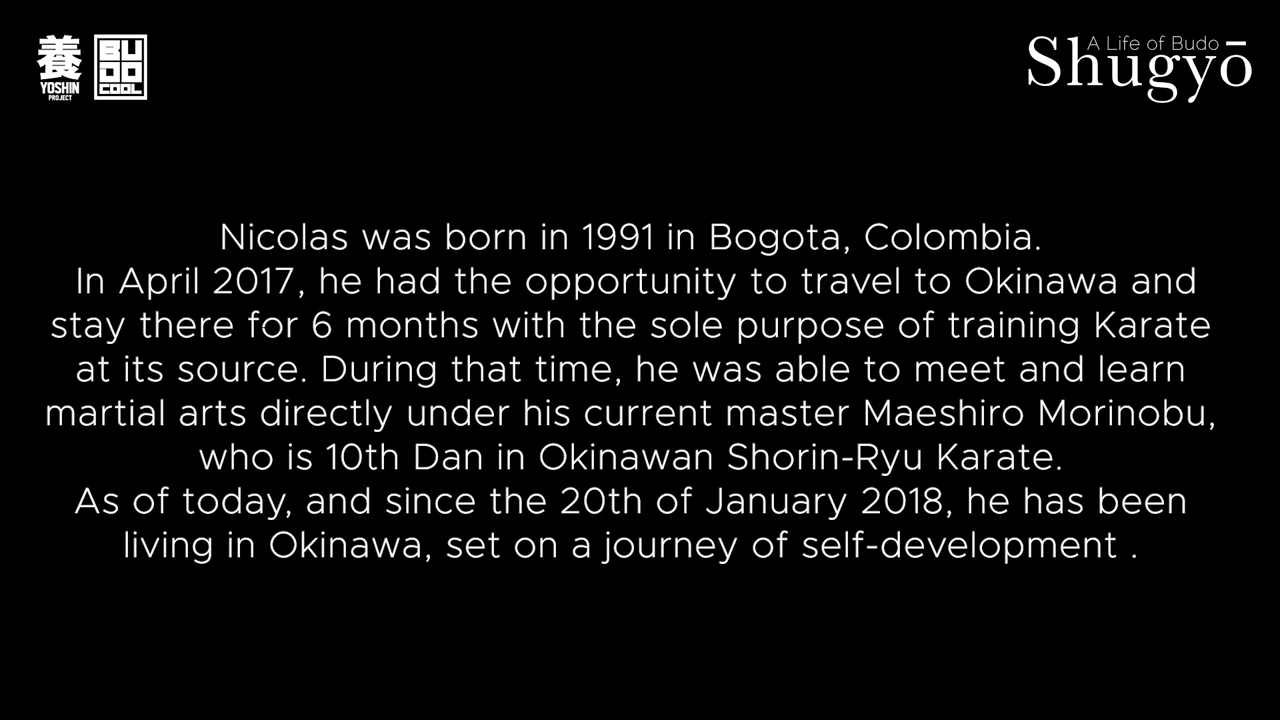 養
YOSHIN
PROJECT
BU
DO
COOL
A Life of Budo
Shugyō
Nicolas was born in 1991 in Bogota, Colombia.
In April 2017, he had the opportunity to travel to Okinawa and
stay there for 6 months with the sole purpose of training Karate
at its source. During that time, he was able to meet and learn
martial arts directly under his current master Maeshiro Morinobu,
who is 10th Dan in Okinawan Shorin-Ryu Karate.
As of today, and since the 20th of January 2018, he has been
living in Okinawa, set on a journey of self-development .